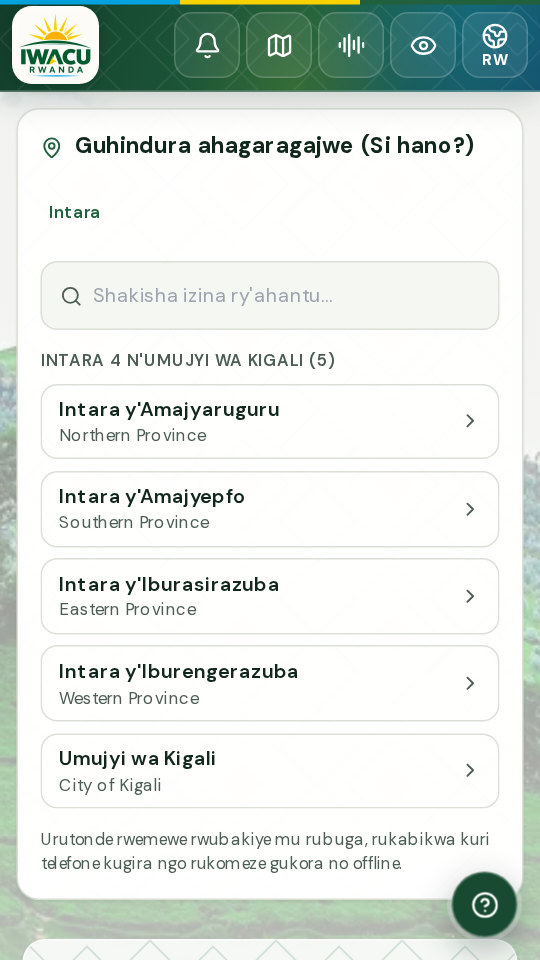 IWACU
RWANDA
RW
Guhindura ahagaragajwe (Si hano?)
Intara
Shakisha izina ry'ahantu...
INTARA 4 N'UMUJYI WA KIGALI (5)
Intara y'Amajyaruguru
Northern Province
Intara y'Amajyepfo
Southern Province
Intara y'Iburasirazuba
Eastern Province
Intara y'Iburengerazuba
Western Province
Umujyi wa Kigali
City of Kigali
Urutonde rwemewe rwubakiye mu rubuga, rukabikwa kuri
telefone kugira ngo rukomeze gukora no offline.